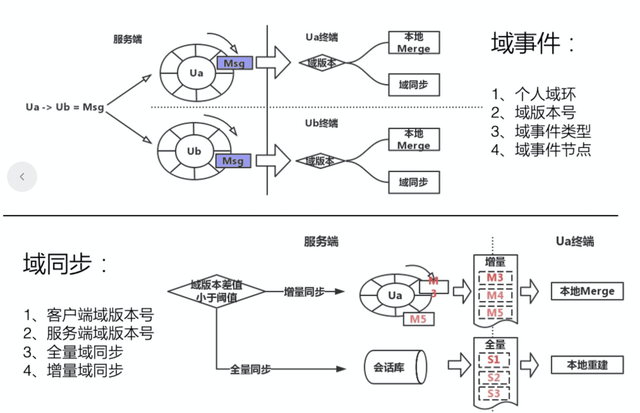 服务端
Ua终端
域事件：
Ua
Msg
域版本
本地
Merge
域同步
1、个人域环
2、域版本号
3、域事件类型
4、域事件节点
Ua -> Ub = Msg
Ub终端
Ub
Msg
域版本
本地
Merge
域同步
域同步：
1、客户端域版本号
2、服务端域版本号
3、全量域同步
4、增量域同步
服务端
Ua终端
域版本差值
小于阈值
增量同步
Ua
M
3
M5
增量
M3
M4
M5
本地Merge
全量同步
会话库
全量
S1
S2
S3
本地重建